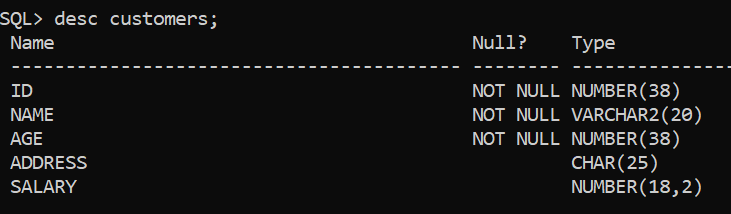 SQL> desc customers;
Name Null? Type
----------------------------------------- -------- ---------------
ID NOT NULL NUMBER(38)
NAME NOT NULL VARCHAR2(20)
AGE NOT NULL NUMBER(38)
ADDRESS CHAR(25)
SALARY NUMBER(18,2)